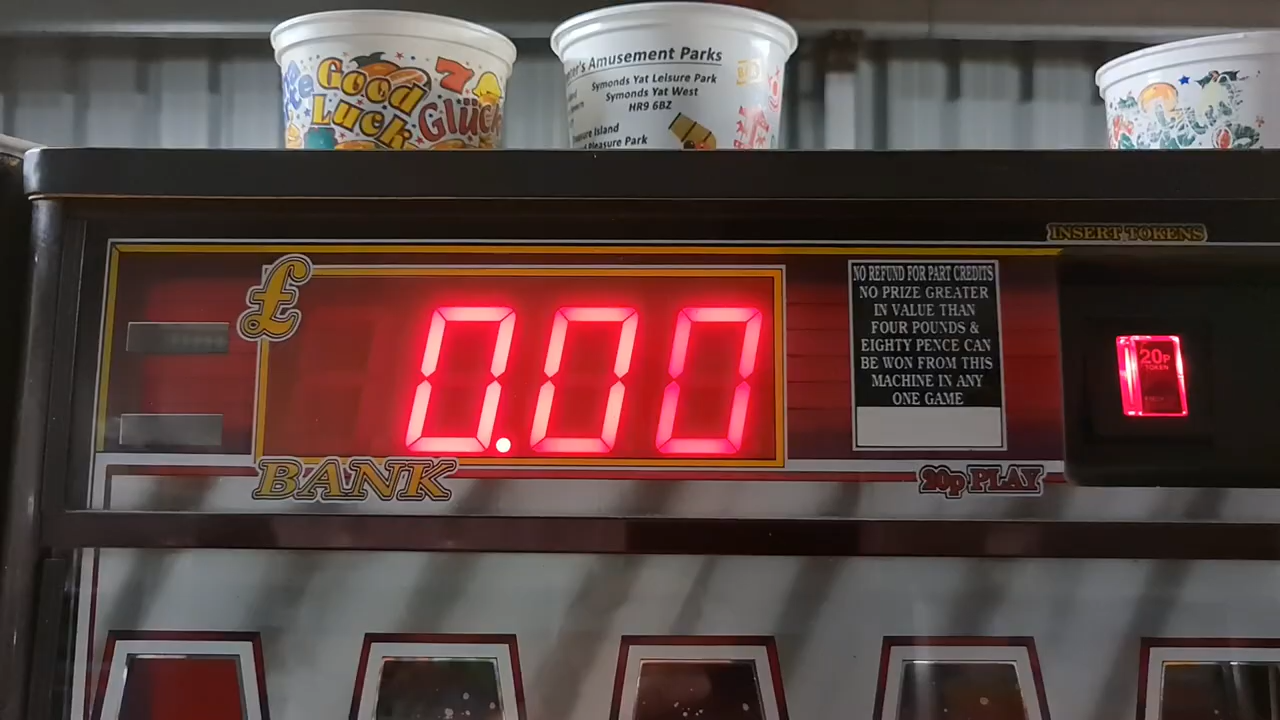 Good
Luck
7
Glück
Amusement Parks
Symonds Yat Leisure Park
Symonds Yat West
HR9 6BZ
Island
Pleasure Park
INSERT TOKENS
£
0.00
BANK
NO REFUND FOR PART CREDITS
NO PRIZE GREATER
IN VALUE THAN
FOUR POUNDS &
EIGHTY PENCE CAN
BE WON FROM THIS
MACHINE IN ANY
ONE GAME
20P
TOKEN
20p PLAY